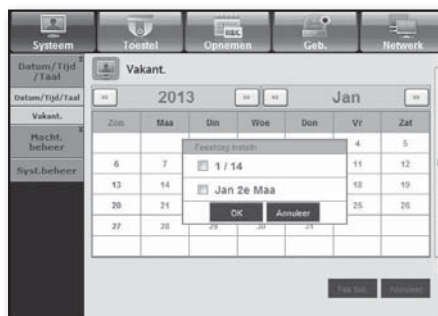 Systeem Toestel Opnemen Geb. Netwerk
REC
Datum/Tijd
/Taal
Datum/Tijd/Taal
Vakant.
Macht.
beheer
Syst.beheer
Vakant.
2013 Jan
Zon Maa Din Woe Don Vr Zat
4 5
6 7 11 12
13 14 18 19
20 21 25 26
27 28 29 30 31
Feestdag instell.
1 / 14
Jan 2e Maa
OK Annuleer
Annuleer